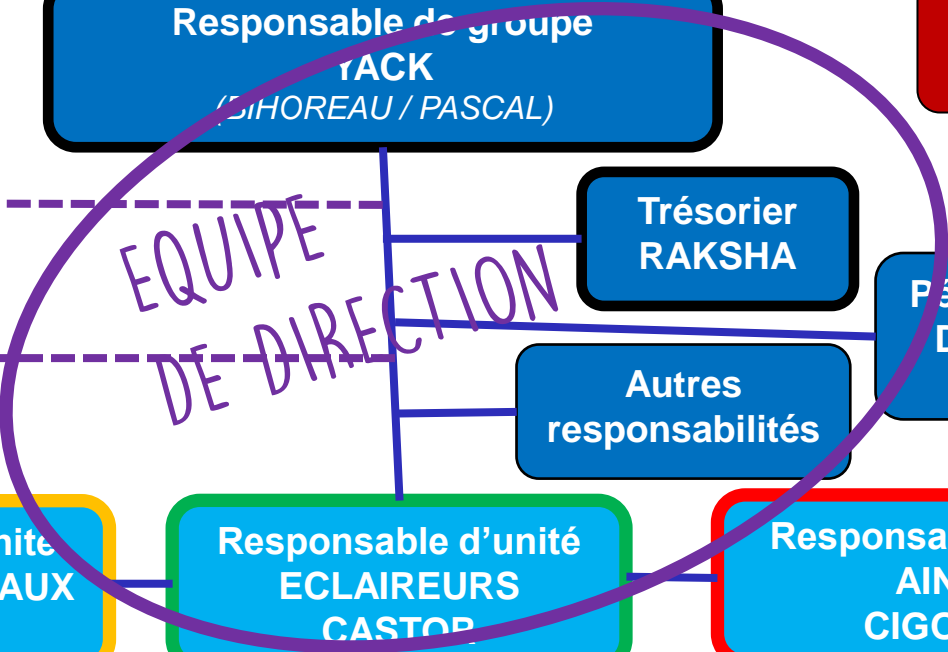 Responsable de groupe
YACK
(BIHOREAU / PASCAL)
EQUIPE
DE DIRECTION
Trésorier
RAKSHA
Autres
responsabilités
Responsable d'unité
ECLAIREURS
CASTOR